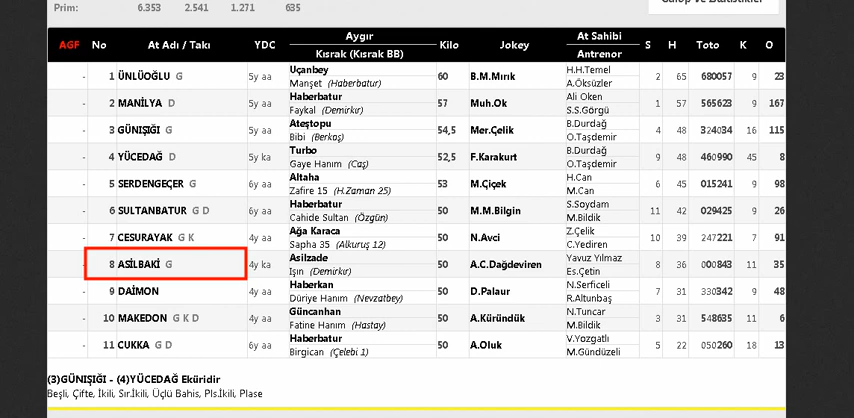 Prim: 6.353 2.541 1.271 635
AGF No At Adı / Takı YDC Aygır Kısrak (Kısrak BB) Kilo Jokey At Sahibi Antrenor S H Toto K O
- 1 ÜNLÜOĞLU G 5y aa Uçanbey Manşet (Haberbatur) 60 B.M.Mırık H.H.Temel A.Öksüzler 2 65 680057 9 23
- 2 MANİLYA D 5y aa Haberbatur Faykal (Demirkır) 57 Muh.Ok Ali Oken S.S.Görgü 1 57 565623 9 167
- 3 GÜNIŞIĞI G 5y aa Ateştopu Bibi (Berkaş) 54,5 Mer.Çelik B.Durdağ O.Taşdemir 4 48 324034 16 115
- 4 YÜCEDAĞ D 5y ka Turbo Gaye Hanım (Caş) 52,5 F.Karakurt B.Durdağ O.Taşdemir 9 48 460990 45 8
- 5 SERDENGEÇER G 6y aa Altaha Zafire 15 (H.Zaman 25) 53 M.Çiçek H.Can M.Can 6 45 015241 9 98
- 6 SULTANBATUR G D 6y aa Haberbatur Cahide Sultan (Özgün) 50 M.M.Bilgin S.Soydam M.Bildik 11 42 029425 9 26
- 7 CESURAYAK G K 4y aa Ağa Karaca Sapha 35 (Alkuruş 12) 50 N.Avci Z.Çelik C.Yediren 10 39 247221 7 91
- 8 ASİLBAKİ G 4y ka Asilzade Işın (Demirkır) 50 A.C.Dağdeviren Yavuz Yılmaz Es.Çetin 8 36 000843 11 35
- 9 DAİMON 4y aa Haberkan Düriye Hanım (Nevzatbey) 50 D.Palaur N.Serficeli R.Altunbaş 7 31 330342 9 48
- 10 MAKEDON G K D 4y aa Güncanhan Fatine Hanım (Hastay) 50 A.Küründük N.Tuncar M.Bildik 3 31 548635 11 6
- 11 CUKKA G D 6y aa Haberbatur Birgican (Çelebi 1) 50 A.Oluk V.Yozgatlı M.Gündüzeli 5 22 050260 18 13
(3)GÜNIŞIĞI - (4)YÜCEDAĞ Eküridir
Beşli, Çifte, İkili, Sır.İkili, Üçlü Bahis, Pls.İkili, Plase